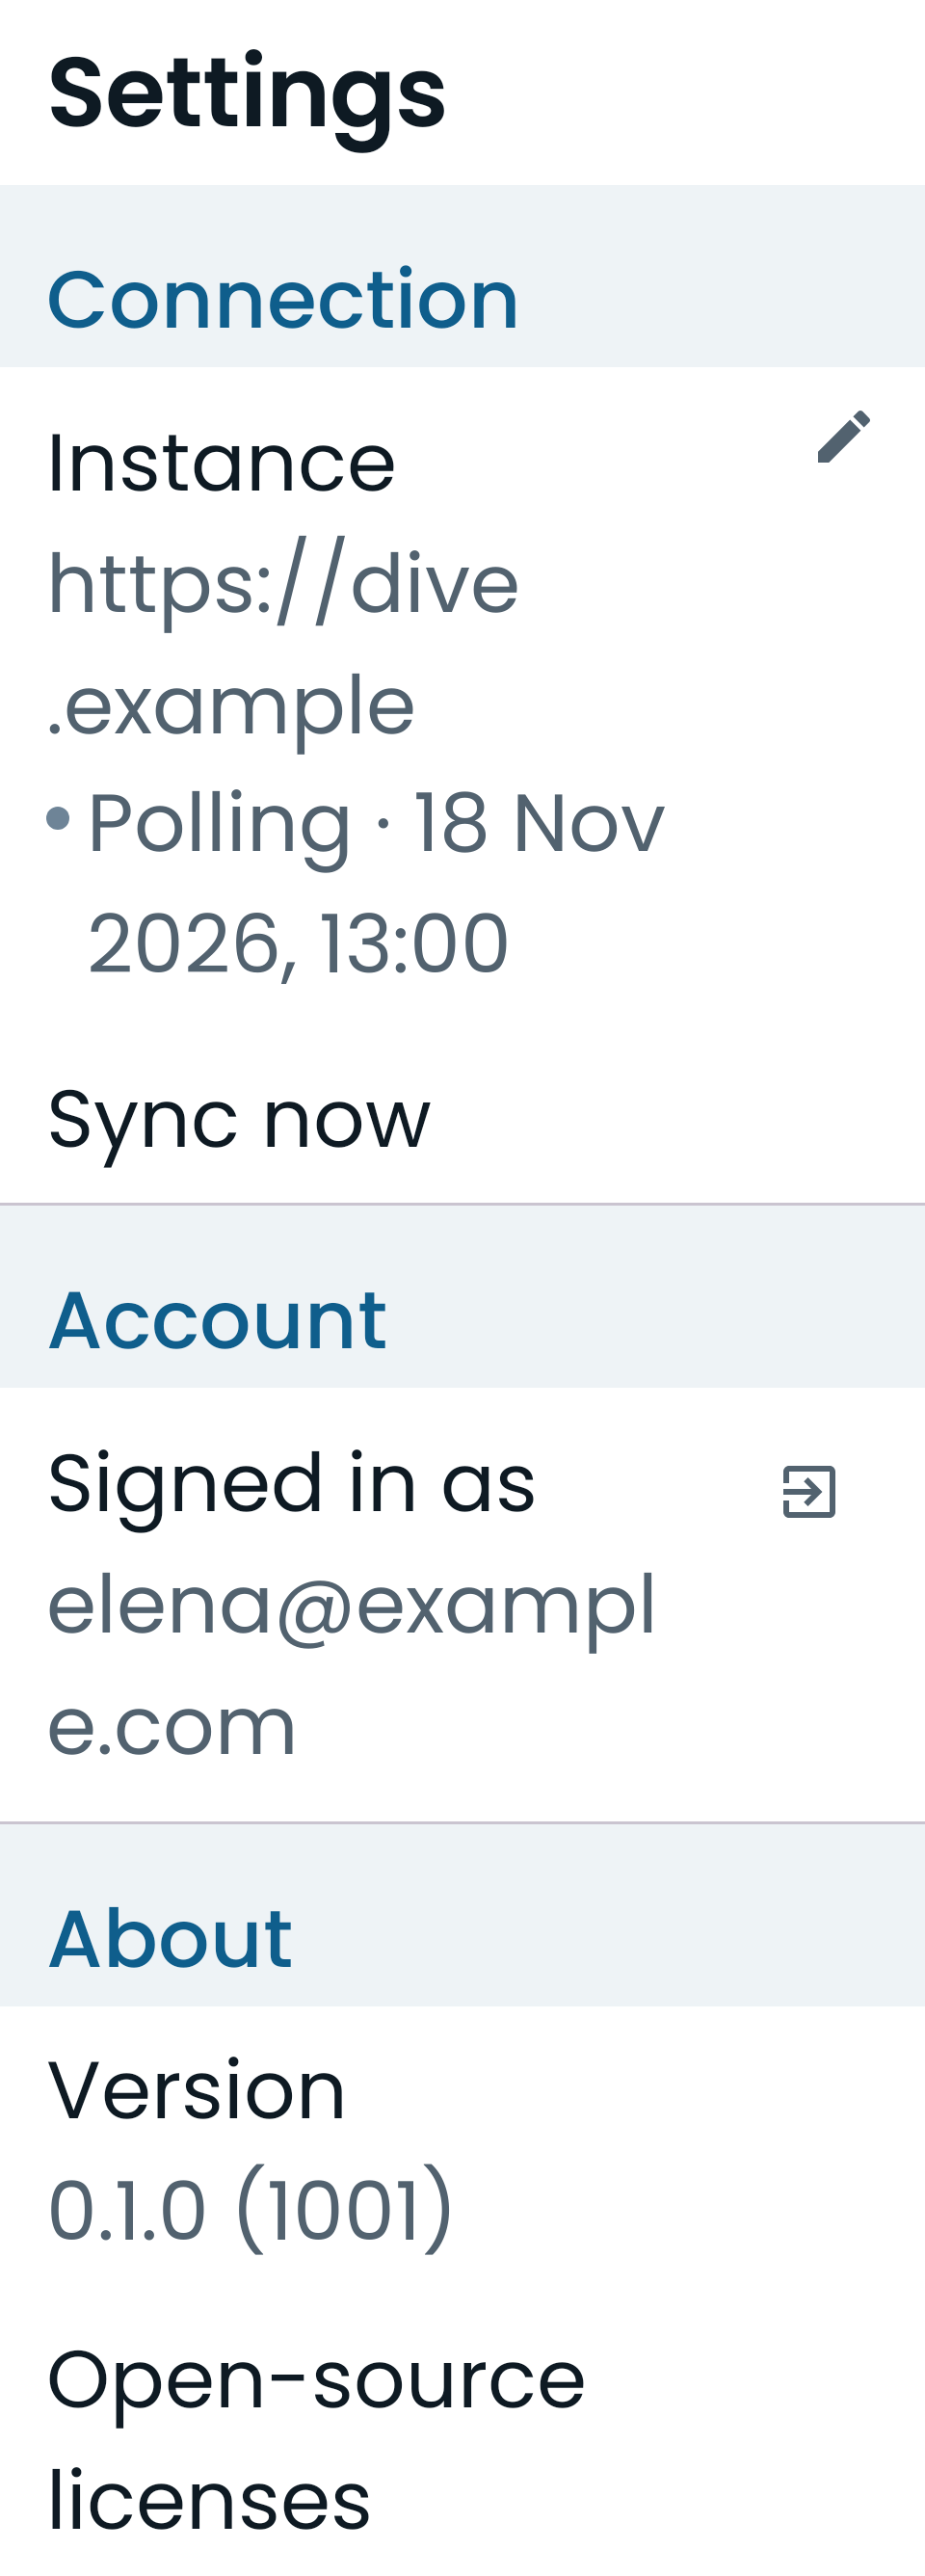 Settings
Connection
Instance
https://dive
.example
Polling · 18 Nov
2026, 13:00
Sync now
Account
Signed in as
elena@exampl
e.com
About
Version
0.1.0 (1001)
Open-source
licenses